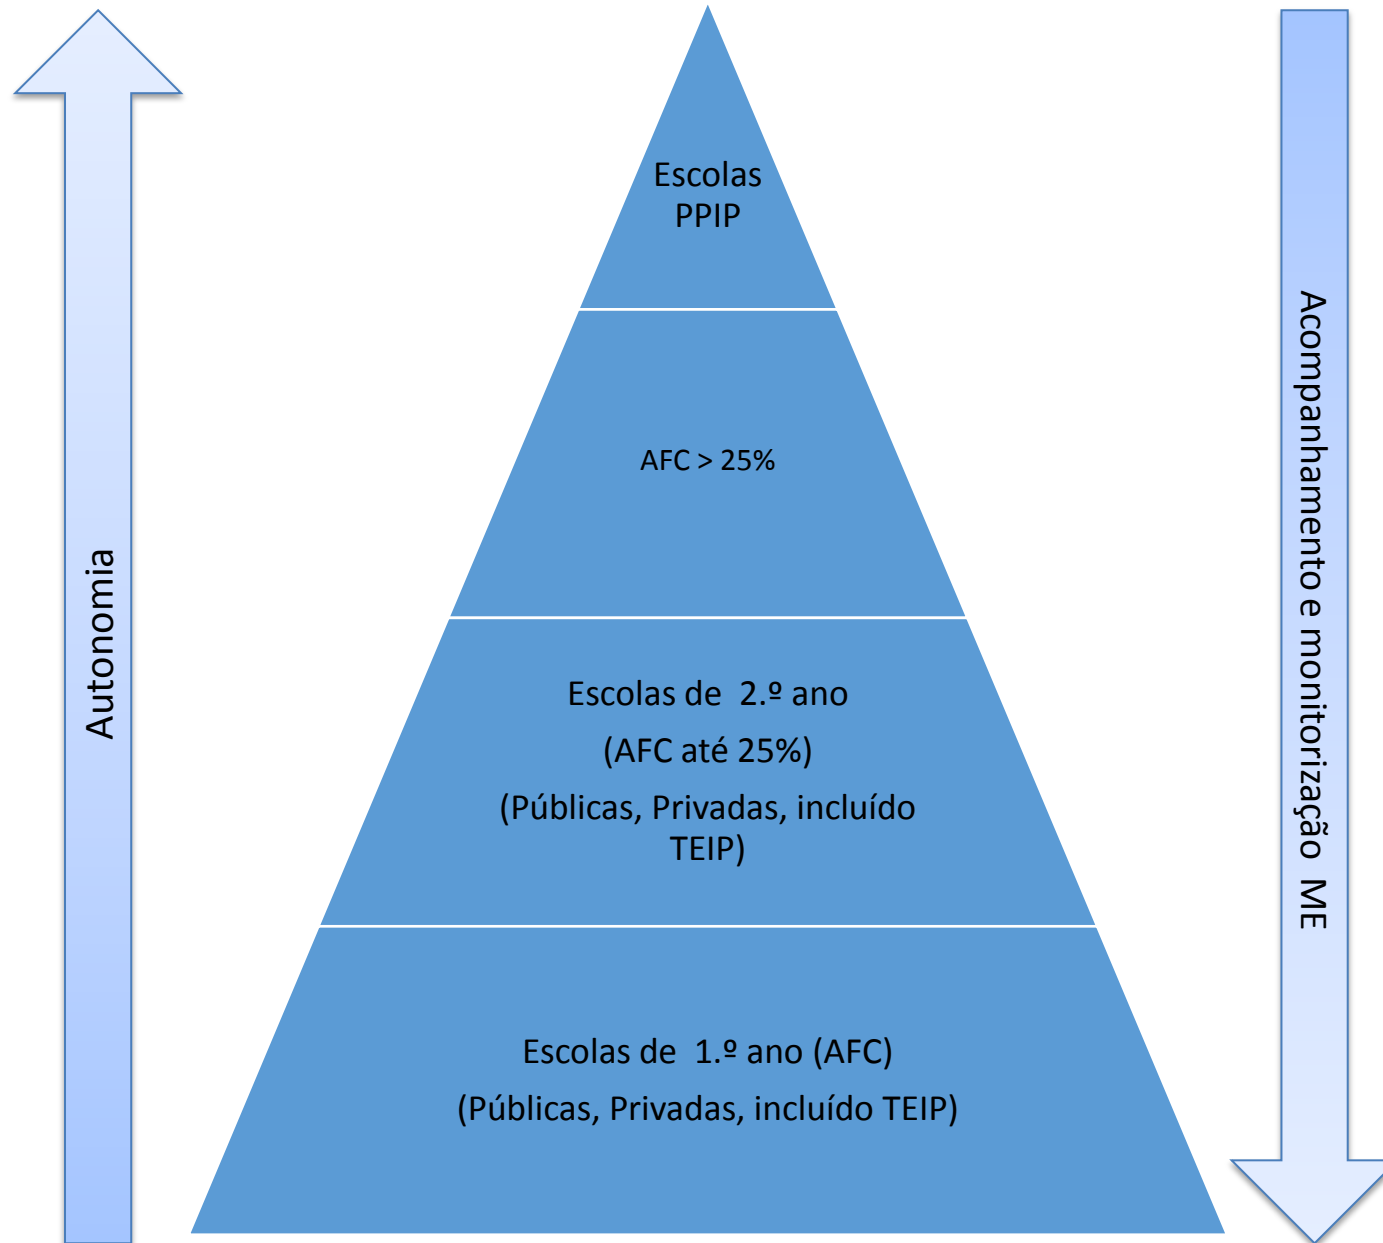 Autonomia
Escolas
PPIP
AFC > 25%
Escolas de 2.º ano
(AFC até 25%)
(Públicas, Privadas, incluído
TEIP)
Escolas de 1.º ano (AFC)
(Públicas, Privadas, incluído TEIP)
Acompanhamento e monitorização ME